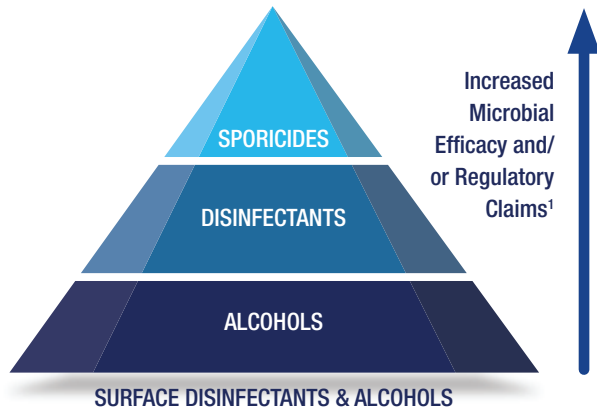 SPORICIDES
DISINFECTANTS
ALCOHOLS
Increased
Microbial
Efficacy and/
or Regulatory
Claims¹
SURFACE DISINFECTANTS & ALCOHOLS